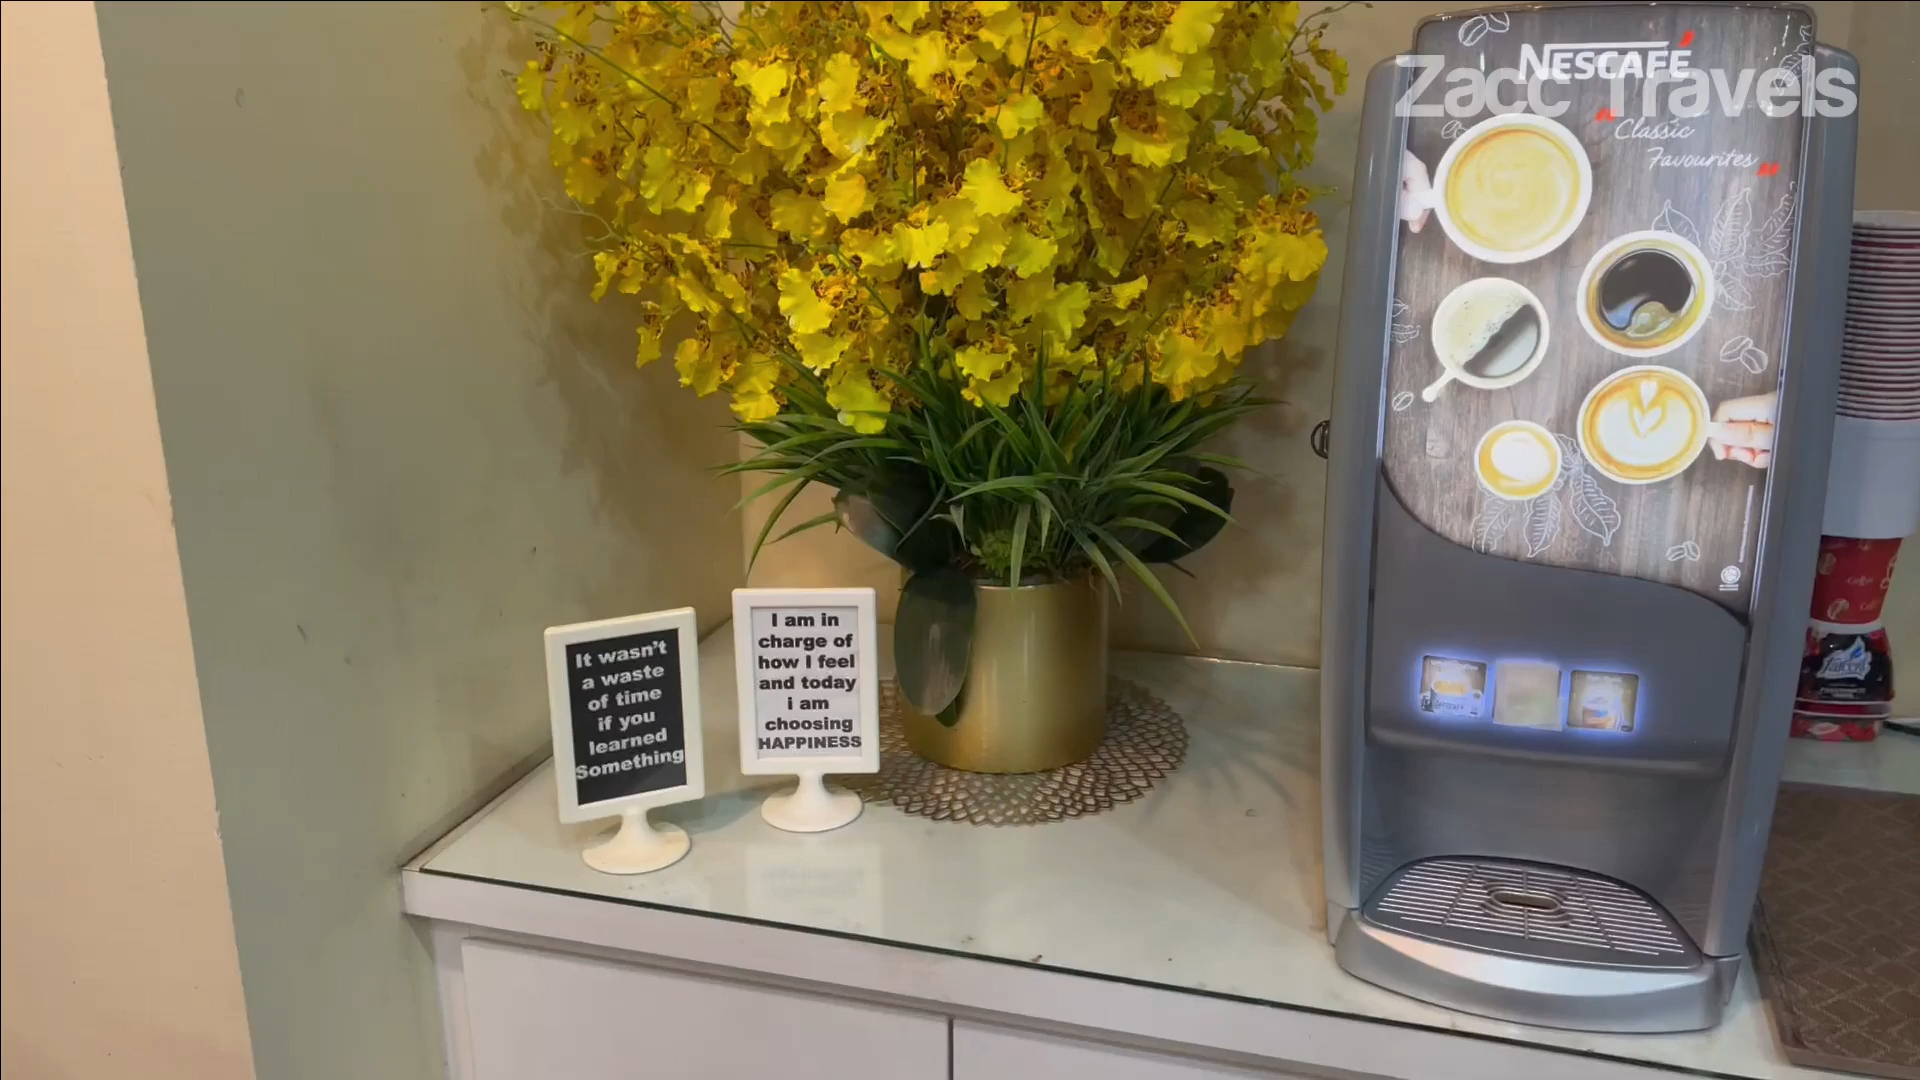 Zacc Travels
NESCAFÉ
Classic
Favourites
It wasn't
a waste
of time
if you
learned
Something
I am in
charge of
how I feel
and today
i am
choosing
HAPPINESS
Coffee